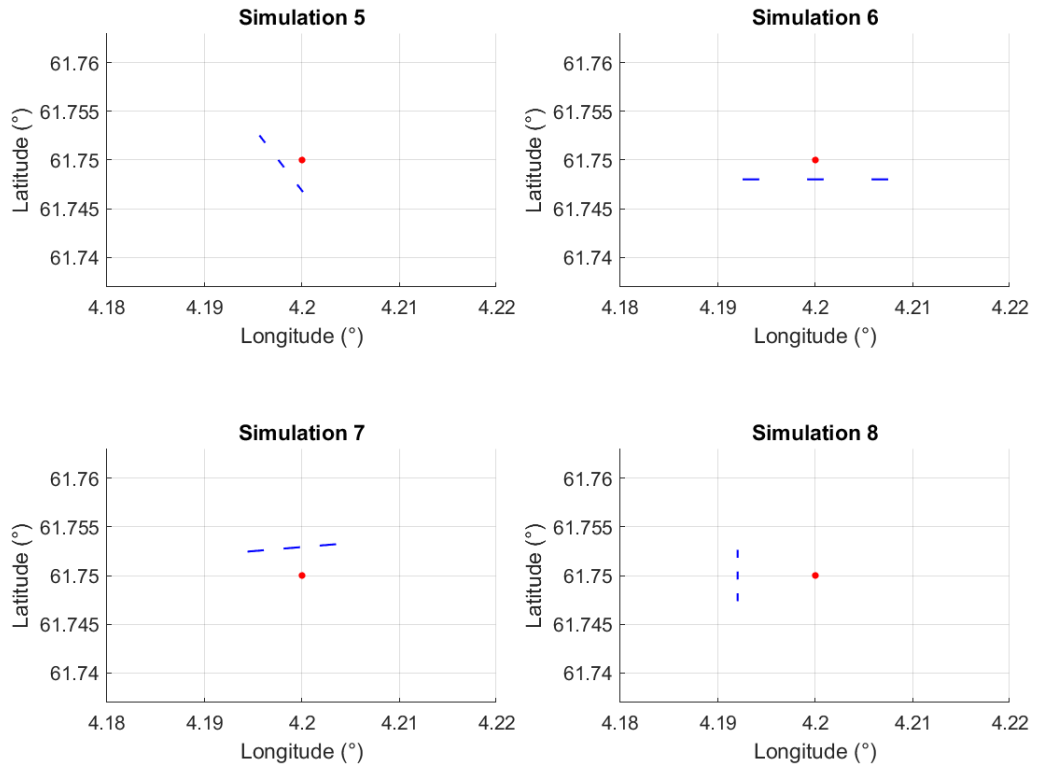 Simulation 5
61.76
61.755
61.75
61.745
61.74
Latitude (°)
4.18 4.19 4.2 4.21 4.22
Longitude (°)
Simulation 6
61.76
61.755
61.75
61.745
61.74
Latitude (°)
4.18 4.19 4.2 4.21 4.22
Longitude (°)
Simulation 7
61.76
61.755
61.75
61.745
61.74
Latitude (°)
4.18 4.19 4.2 4.21 4.22
Longitude (°)
Simulation 8
61.76
61.755
61.75
61.745
61.74
Latitude (°)
4.18 4.19 4.2 4.21 4.22
Longitude (°)